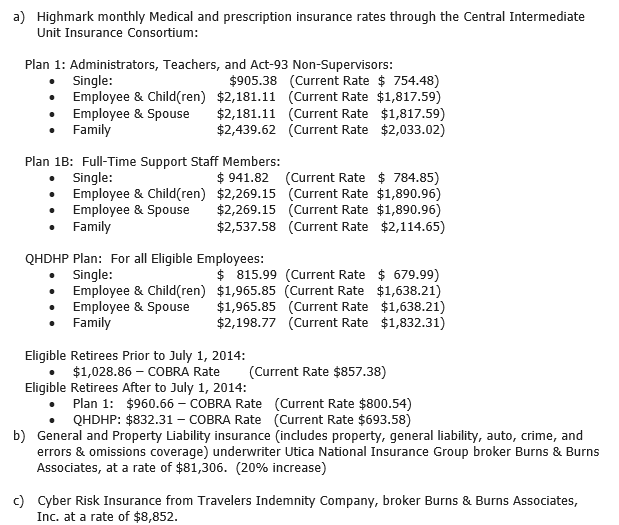 a) Highmark monthly Medical and prescription insurance rates through the Central Intermediate
Unit Insurance Consortium:
Plan 1: Administrators, Teachers, and Act-93 Non-Supervisors:
• Single: $905.38 (Current Rate $ 754.48)
• Employee & Child(ren) $2,181.11 (Current Rate $1,817.59)
• Employee & Spouse $2,181.11 (Current Rate $1,817.59)
• Family $2,439.62 (Current Rate $2,033.02)
Plan 1B: Full-Time Support Staff Members:
• Single: $ 941.82 (Current Rate $ 784.85)
• Employee & Child(ren) $2,269.15 (Current Rate $1,890.96)
• Employee & Spouse $2,269.15 (Current Rate $1,890.96)
• Family $2,537.58 (Current Rate $2,114.65)
QHDHP Plan: For all Eligible Employees:
• Single: $ 815.99 (Current Rate $ 679.99)
• Employee & Child(ren) $1,965.85 (Current Rate $1,638.21)
• Employee & Spouse $1,965.85 (Current Rate $1,638.21)
• Family $2,198.77 (Current Rate $1,832.31)
Eligible Retirees Prior to July 1, 2014:
• $1,028.86 – COBRA Rate (Current Rate $857.38)
Eligible Retirees After to July 1, 2014:
• Plan 1: $960.66 – COBRA Rate (Current Rate $800.54)
• QHDHP: $832.31 – COBRA Rate (Current Rate $693.58)
b) General and Property Liability insurance (includes property, general liability, auto, crime, and
errors & omissions coverage) underwriter Utica National Insurance Group broker Burns & Burns
Associates, at a rate of $81,306. (20% increase)
c) Cyber Risk Insurance from Travelers Indemnity Company, broker Burns & Burns Associates,
Inc. at a rate of $8,852.